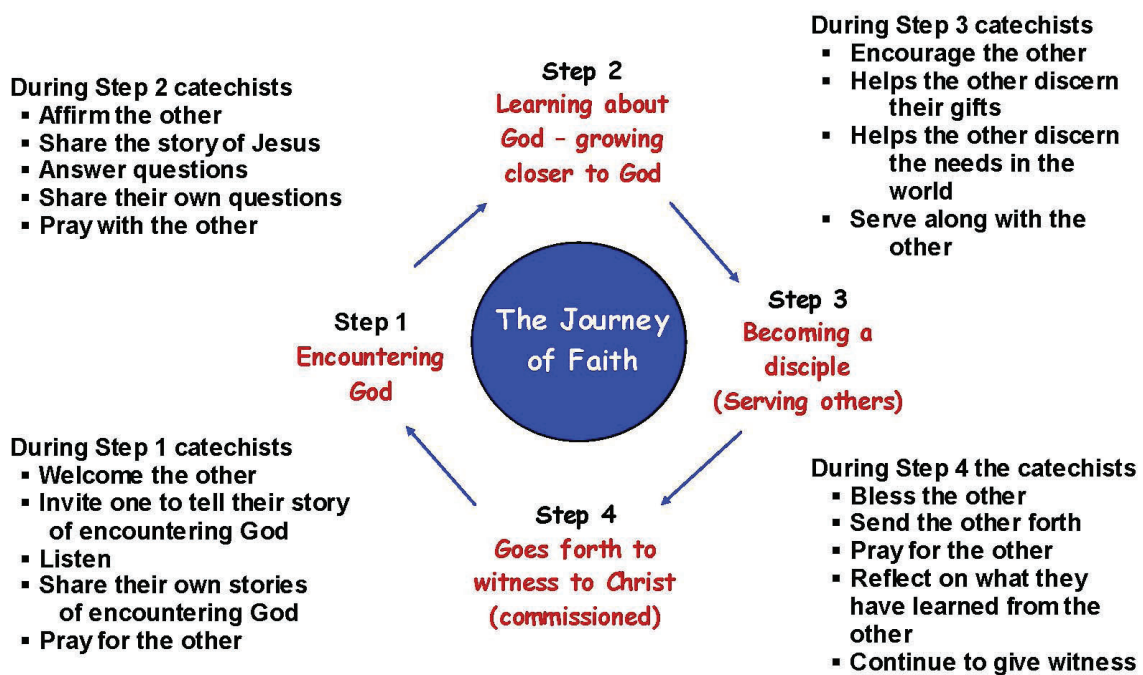 During Step 2 catechists
▪ Affirm the other
▪ Share the story of Jesus
▪ Answer questions
▪ Share their own questions
▪ Pray with the other
Step 2
Learning about
God - growing
closer to God
During Step 3 catechists
▪ Encourage the other
▪ Helps the other discern
their gifts
▪ Helps the other discern
the needs in the
world
▪ Serve along with the
other
Step 1
Encountering
God
The Journey
of Faith
Step 3
Becoming a
disciple
(Serving others)
During Step 1 catechists
▪ Welcome the other
▪ Invite one to tell their story
of encountering God
▪ Listen
▪ Share their own stories
of encountering God
▪ Pray for the other
Step 4
Goes forth to
witness to Christ
(commissioned)
During Step 4 the catechists
▪ Bless the other
▪ Send the other forth
▪ Pray for the other
▪ Reflect on what they
have learned from the
other
▪ Continue to give witness